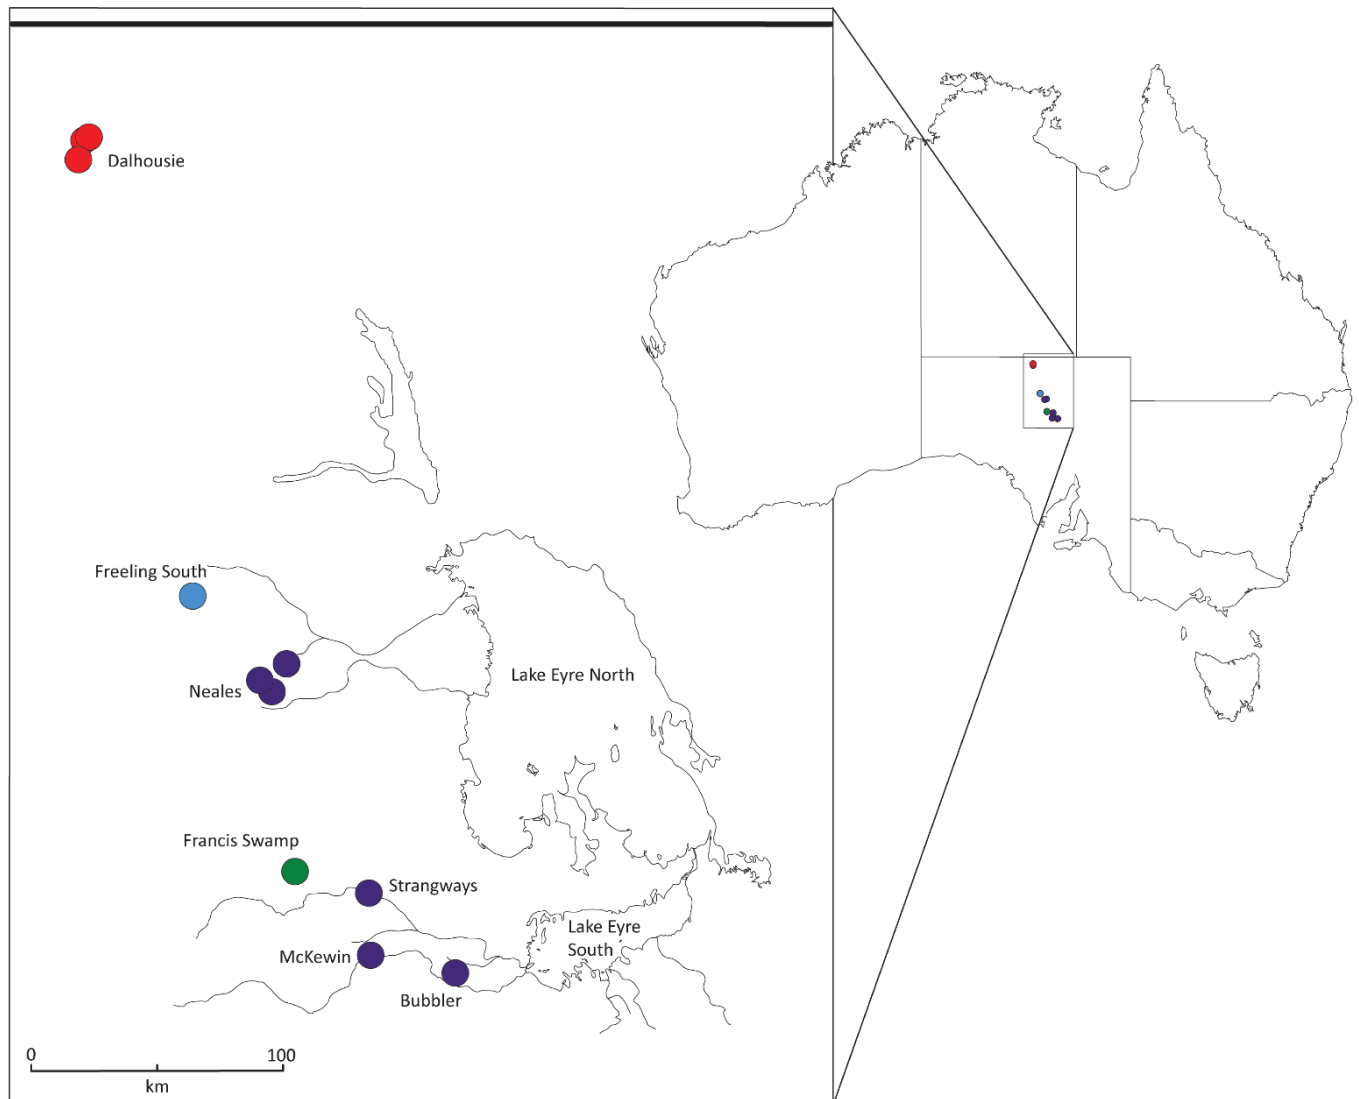 Dalhousie
Freeling South
Neales
Lake Eyre North
Francis Swamp
Strangways
Lake Eyre
South
McKewin
Bubbler
0
100
km